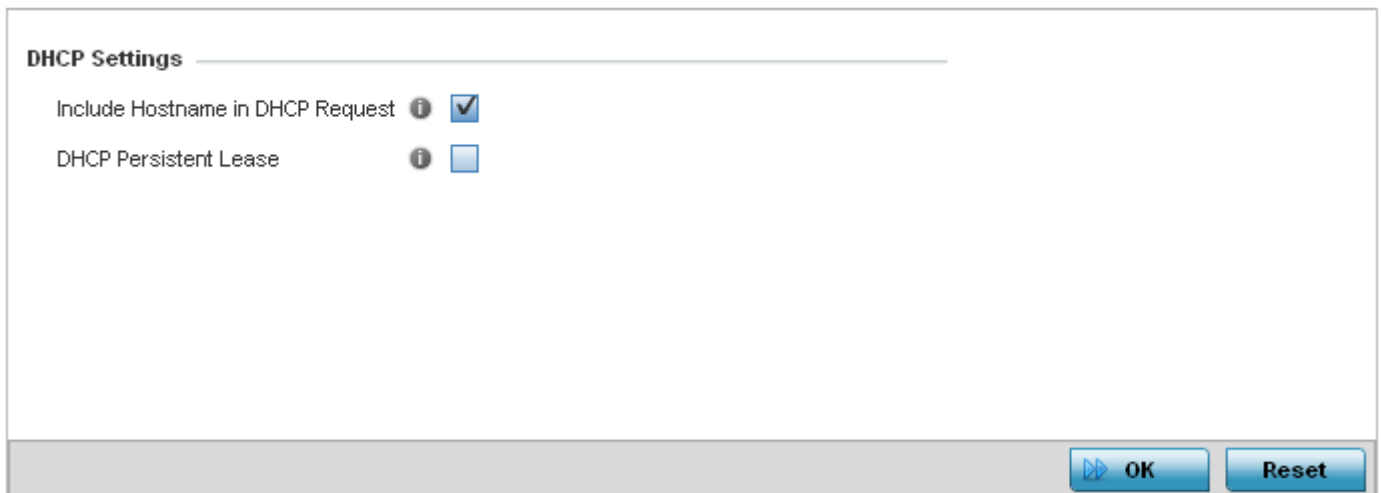 DHCP Settings
Include Hostname in DHCP Request
DHCP Persistent Lease
OK
Reset